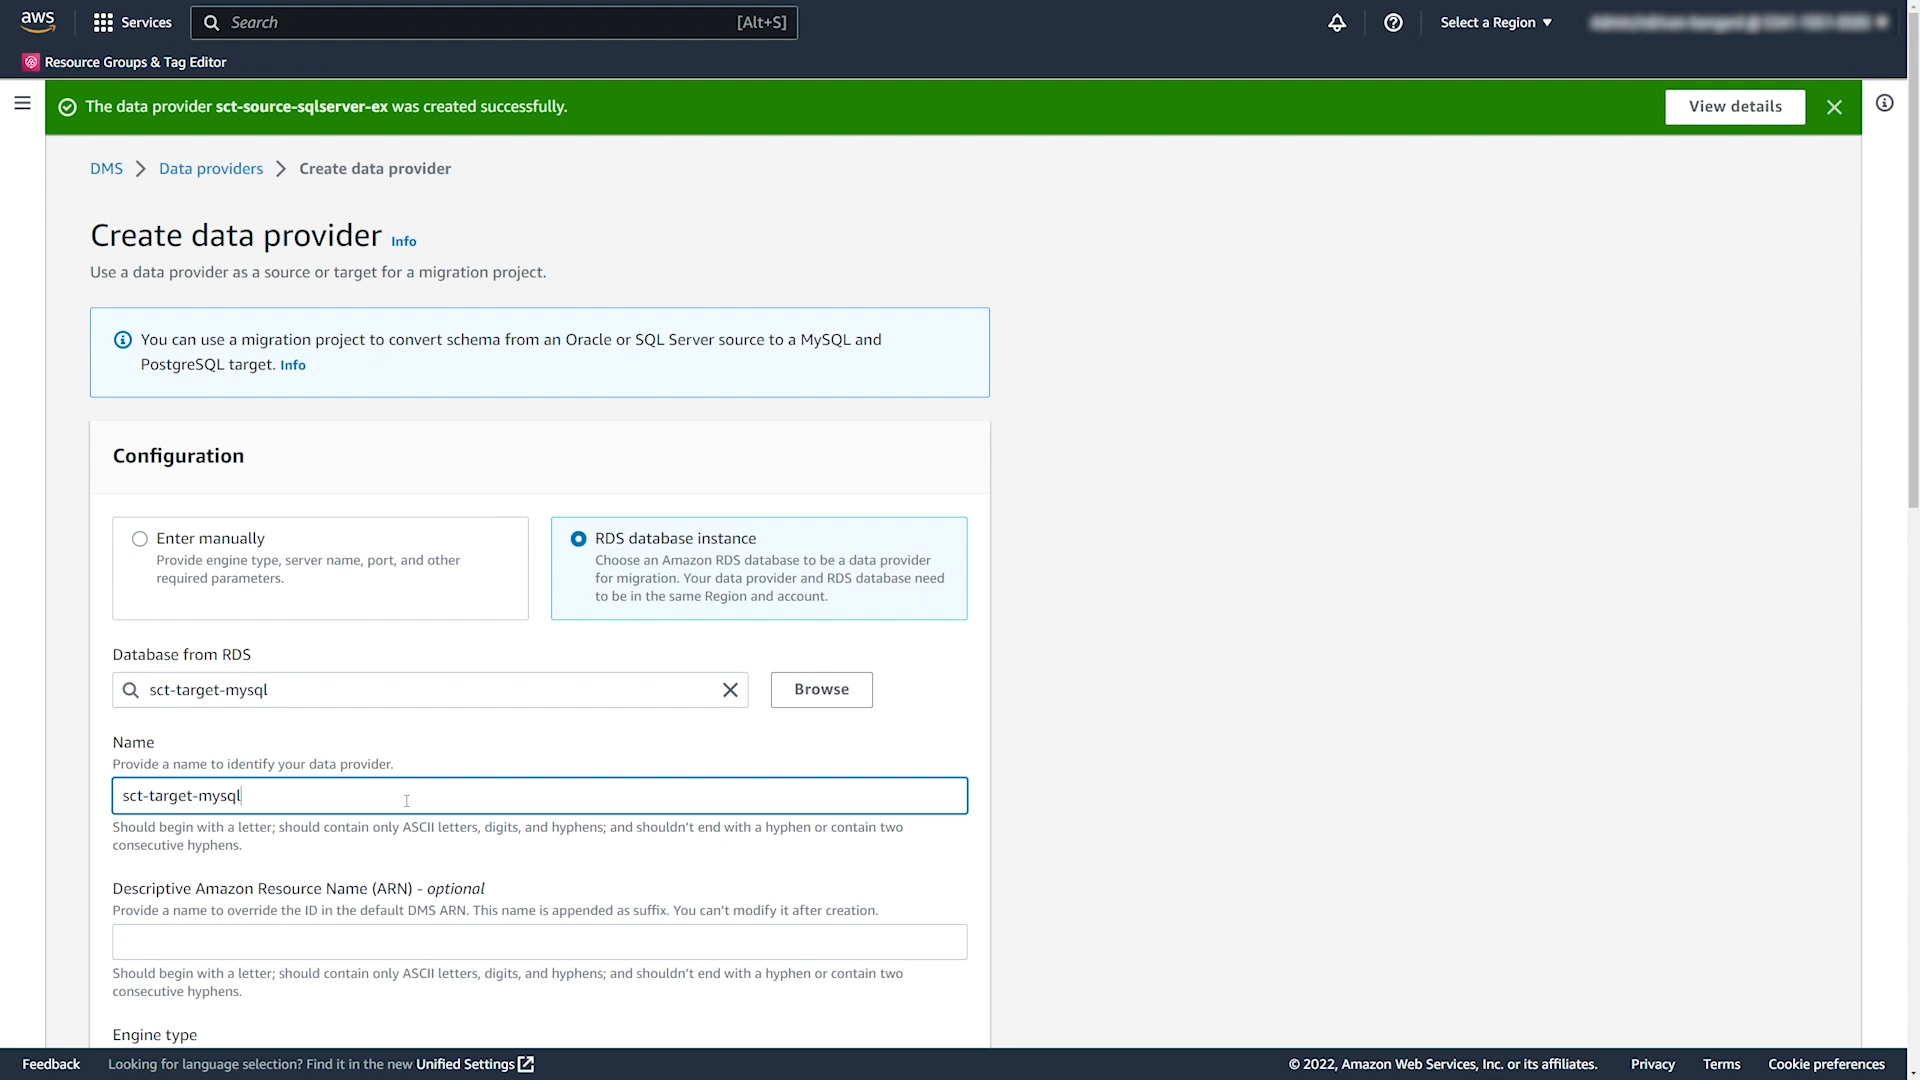 aws
Services
Search
[Alt+S]
Select a Region
Resource Groups & Tag Editor
The data provider sct-source-sqlserver-ex was created successfully.
View details
DMS
Data providers
Create data provider
Create data provider Info
Use a data provider as a source or target for a migration project.
You can use a migration project to convert schema from an Oracle or SQL Server source to a MySQL and
PostgreSQL target. Info
Configuration
Enter manually
Provide engine type, server name, port, and other
required parameters.
RDS database instance
Choose an Amazon RDS database to be a data provider
for migration. Your data provider and RDS database need
to be in the same Region and account.
Database from RDS
sct-target-mysql
Browse
Name
Provide a name to identify your data provider.
sct-target-mysql
Should begin with a letter; should contain only ASCII letters, digits, and hyphens; and shouldn't end with a hyphen or contain two
consecutive hyphens.
Descriptive Amazon Resource Name (ARN) - optional
Provide a name to override the ID in the default DMS ARN. This name is appended as suffix. You can't modify it after creation.
Should begin with a letter; should contain only ASCII letters, digits, and hyphens; and shouldn't end with a hyphen or contain two
consecutive hyphens.
Engine type
Feedback
Looking for language selection? Find it in the new Unified Settings
© 2022, Amazon Web Services, Inc. or its affiliates.
Privacy
Terms
Cookie preferences